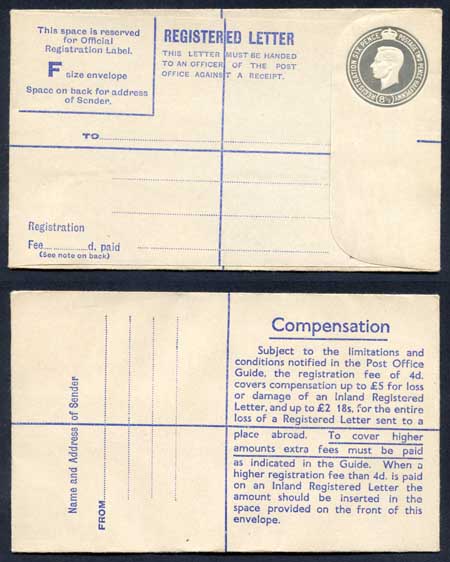 This space is reserved
for Official
Registration Label.
F size envelope
Space on back for address
of Sender.
REGISTERED LETTER
THIS LETTER MUST BE HANDED
TO AN OFFICER OF THE POST
OFFICE AGAINST A RECEIPT.
REGISTRATION SIX PENCE POSTAGE TWO PENCE HALFPENNY
TO
Registration
Fee...............d. paid
(See note on back)
Name and Address of Sender
FROM
Compensation
Subject to the limitations and
conditions notified in the Post Office
Guide, the registration fee of 4d.
covers compensation up to £5 for loss
or damage of an Inland Registered
Letter, and up to £2 18s, for the entire
loss of a Registered Letter sent to a
place abroad. To cover higher
amounts extra fees must be paid
as indicated in the Guide. When a
higher registration fee than 4d. is paid
on an Inland Registered Letter the
amount should be inserted in the
space provided on the front of this
envelope.